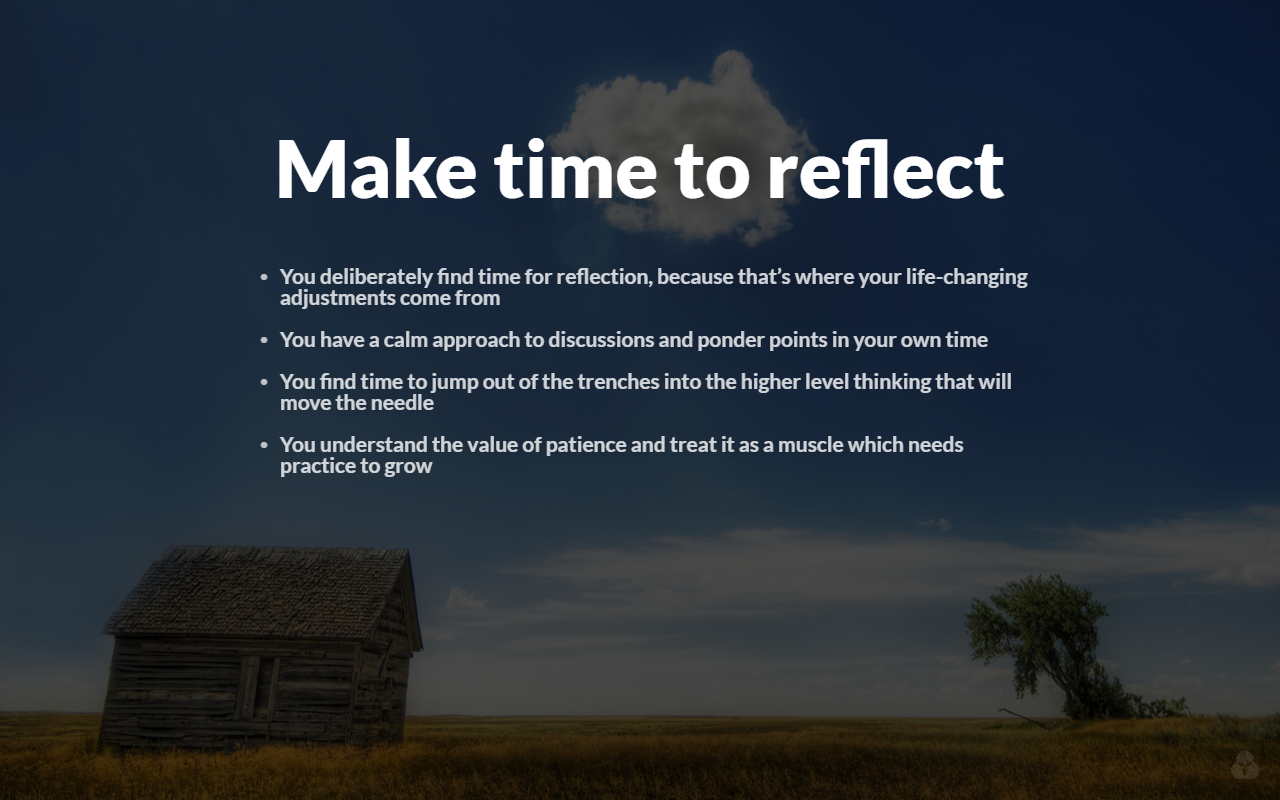 Make time to reflect
• You deliberately find time for reflection, because that’s where your life-changing
adjustments come from
• You have a calm approach to discussions and ponder points in your own time
• You find time to jump out of the trenches into the higher level thinking that will
move the needle
• You understand the value of patience and treat it as a muscle which needs
practice to grow